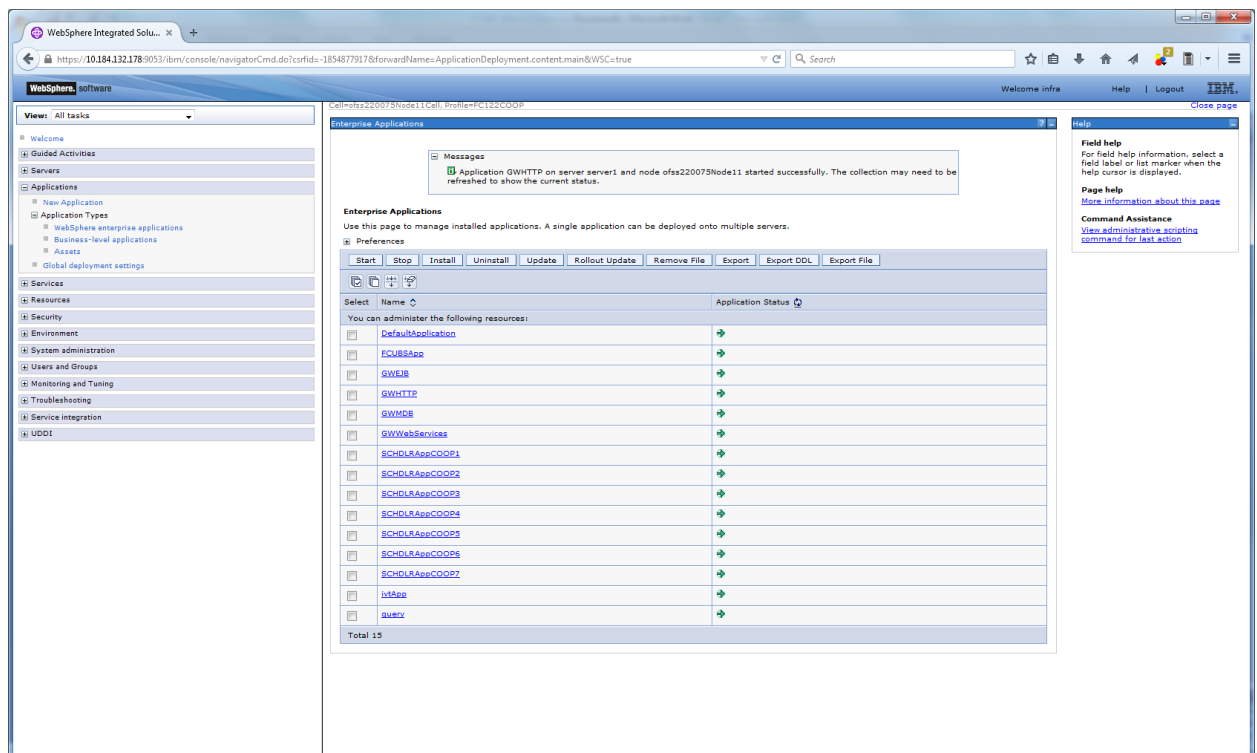 WebSphere Integrated Solu... × +
https://10.184.132.178:9053/ibm/console/navigatorCmd.do?csrfid=-1854877917&forwardName=ApplicationDeployment.content.main&WSC=true
Search
2
WebSphere. software
Welcome infra
Help | Logout
IBM.
View: All tasks
Welcome
Guided Activities
Servers
Applications
New Application
Application Types
WebSphere enterprise applications
Business-level applications
Assets
Global deployment settings
Services
Resources
Security
Environment
System administration
Users and Groups
Monitoring and Tuning
Troubleshooting
Service integration
UDDI
Cell=ofss220075Node11Cell, Profile=FC122COOP
Close page
Enterprise Applications
Messages
Application GWHTTP on server server1 and node ofss220075Node11 started successfully. The collection may need to be
refreshed to show the current status.
Enterprise Applications
Use this page to manage installed applications. A single application can be deployed onto multiple servers.
Preferences
Start Stop Install Uninstall Update Rollout Update Remove File Export Export DDL Export File
Select Name Application Status
You can administer the following resources:
DefaultApplication
FCUBSApp
GWEJB
GWHTTP
GWMDB
GWWebServices
SCHDLRAppCOOP1
SCHDLRAppCOOP2
SCHDLRAppCOOP3
SCHDLRAppCOOP4
SCHDLRAppCOOP5
SCHDLRAppCOOP6
SCHDLRAppCOOP7
ivtApp
query
Total 15
Help
Field help
For field help information, select a
field label or list marker when the
help cursor is displayed.
Page help
More information about this page
Command Assistance
View administrative scripting
command for last action